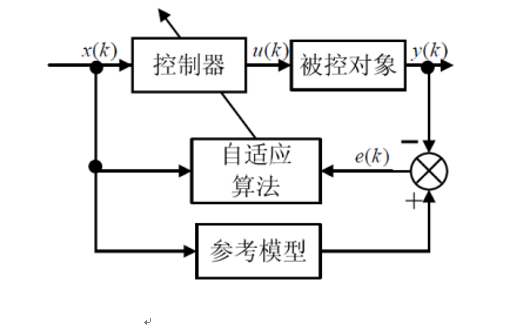 x(k)
控制器
u(k)
被控对象
y(k)
−
自适应
算法
e(k)
+
参考模型
↵